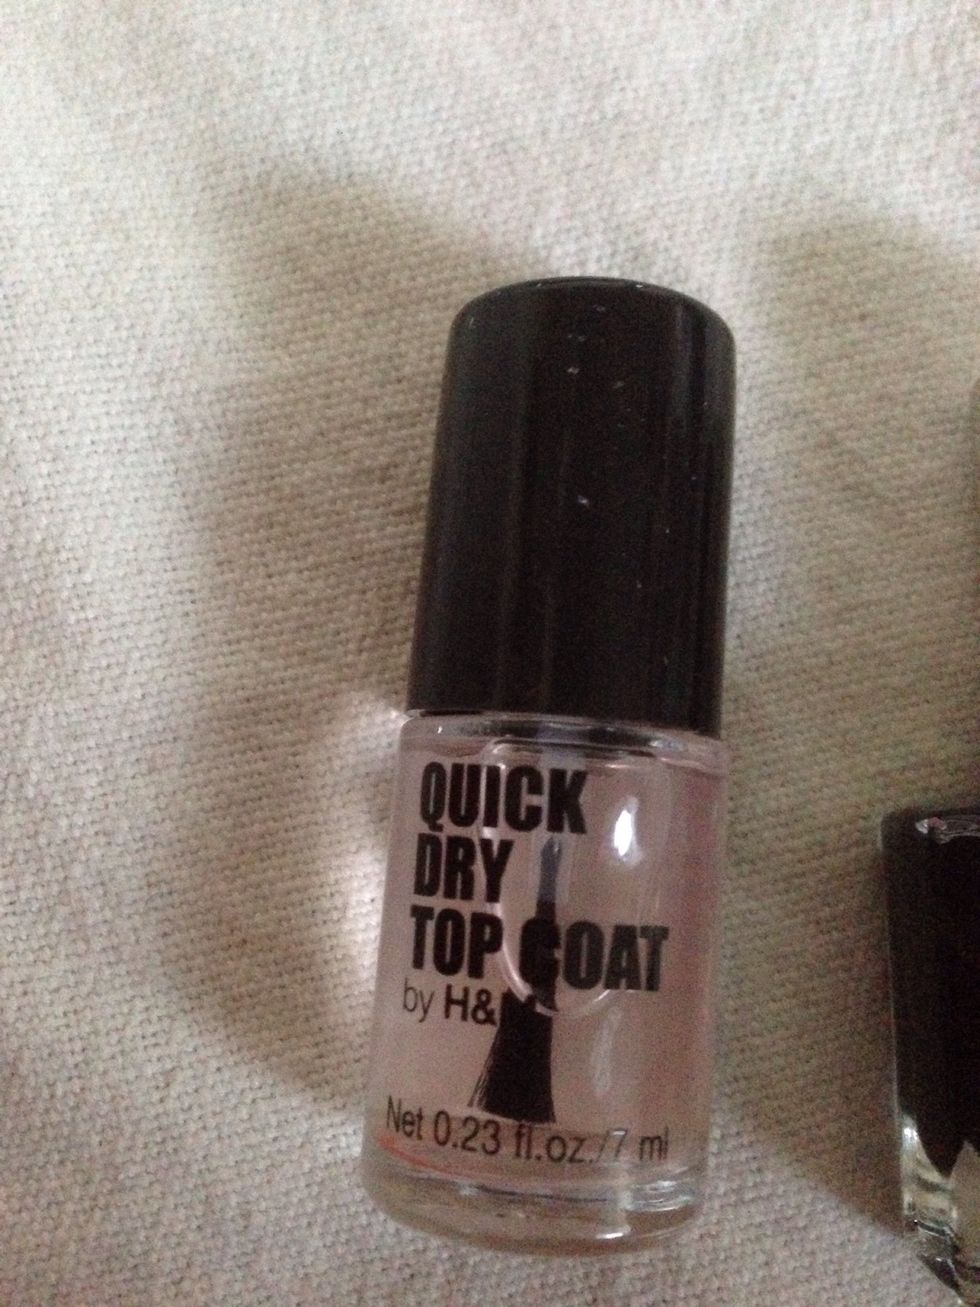 QUICK
DRY
TOP COAT
by H&M
Net 0.23 fl.oz./7 ml